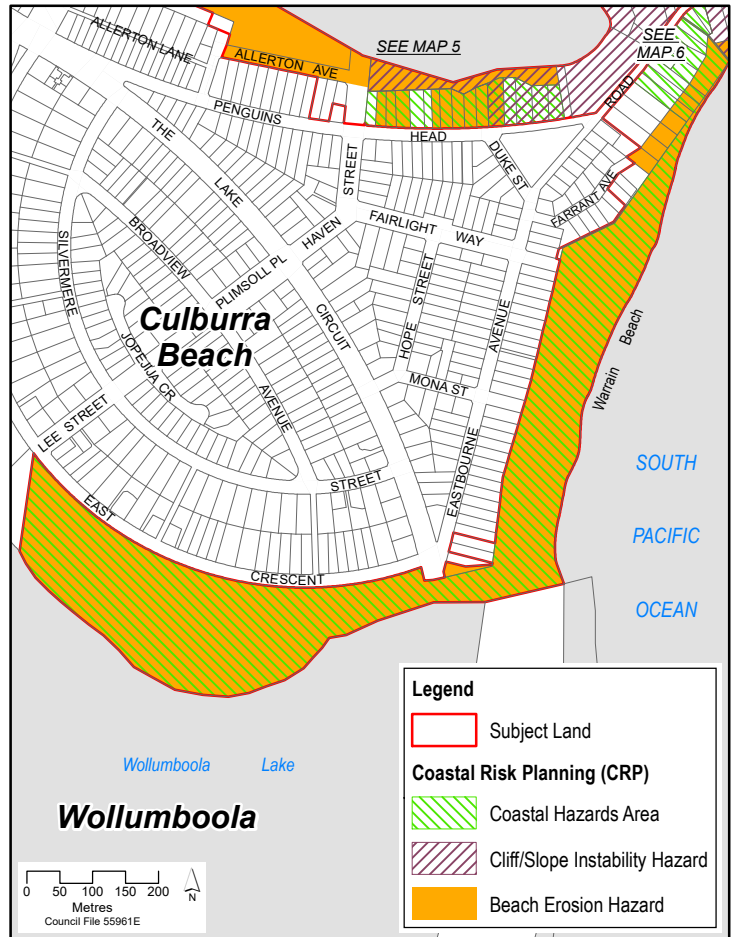 ALLERTON LANE
ALLERTON AVE
SEE MAP 5
SEE
MAP 6
ROAD
PENGUINS
HEAD
THE
LAKE
STREET
DUKE ST
FARRANT AVE
FAIRLIGHT WAY
HAVEN
BROADVIEW
SILVERMERE
PLIMSOLL PL
CIRCUIT
HOPE STREET
AVENUE
Culburra
Beach
JOPEJIJA CR
AVENUE
MONA ST
Warrain Beach
LEE STREET
STREET
EASTBOURNE
EAST
CRESCENT
SOUTH
PACIFIC
OCEAN
Wollumboola Lake
Wollumboola
Legend
Subject Land
Coastal Risk Planning (CRP)
Coastal Hazards Area
Cliff/Slope Instability Hazard
Beach Erosion Hazard
0 50 100 150 200
Metres
Council File 55961E
N